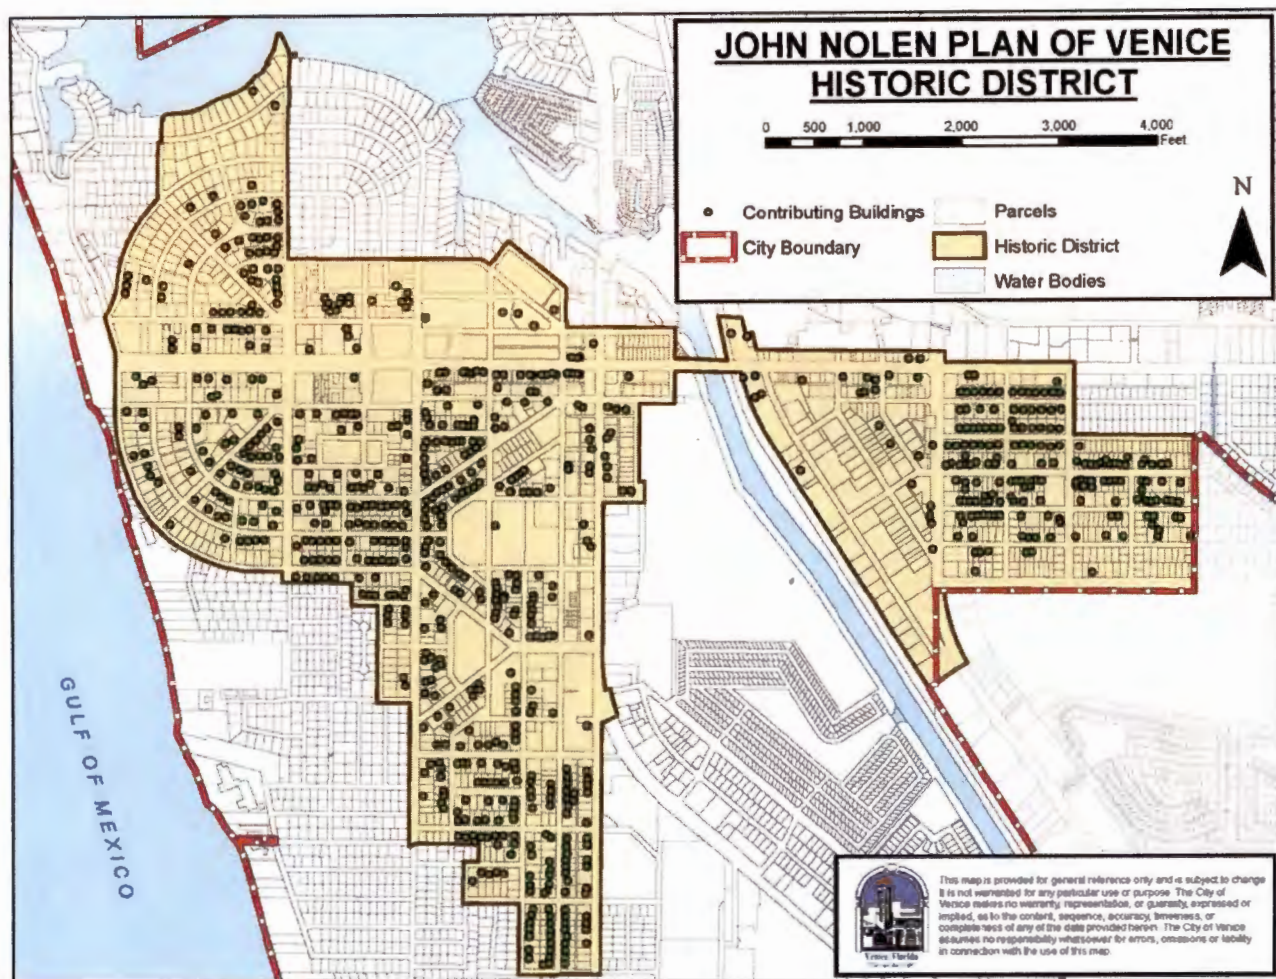 JOHN NOLEN PLAN OF VENICE
HISTORIC DISTRICT
0 500 1,000 2,000 3,000 4,000
Feet
N
Contributing Buildings
Parcels
City Boundary
Historic District
Water Bodies
GULF OF MEXICO
This map is provided for general reference only and is subject to change
It is not warranted for any particular use or purpose. The City of
Venice makes no warranty, representation, or guaranty, expressed or
implied, as to the content, sequence, accuracy, timeliness, or
completeness of any of the data provided herein. The City of Venice
assumes no responsibility whatsoever for errors, omissions or liability
in connection with the use of this map.
Venice, Florida